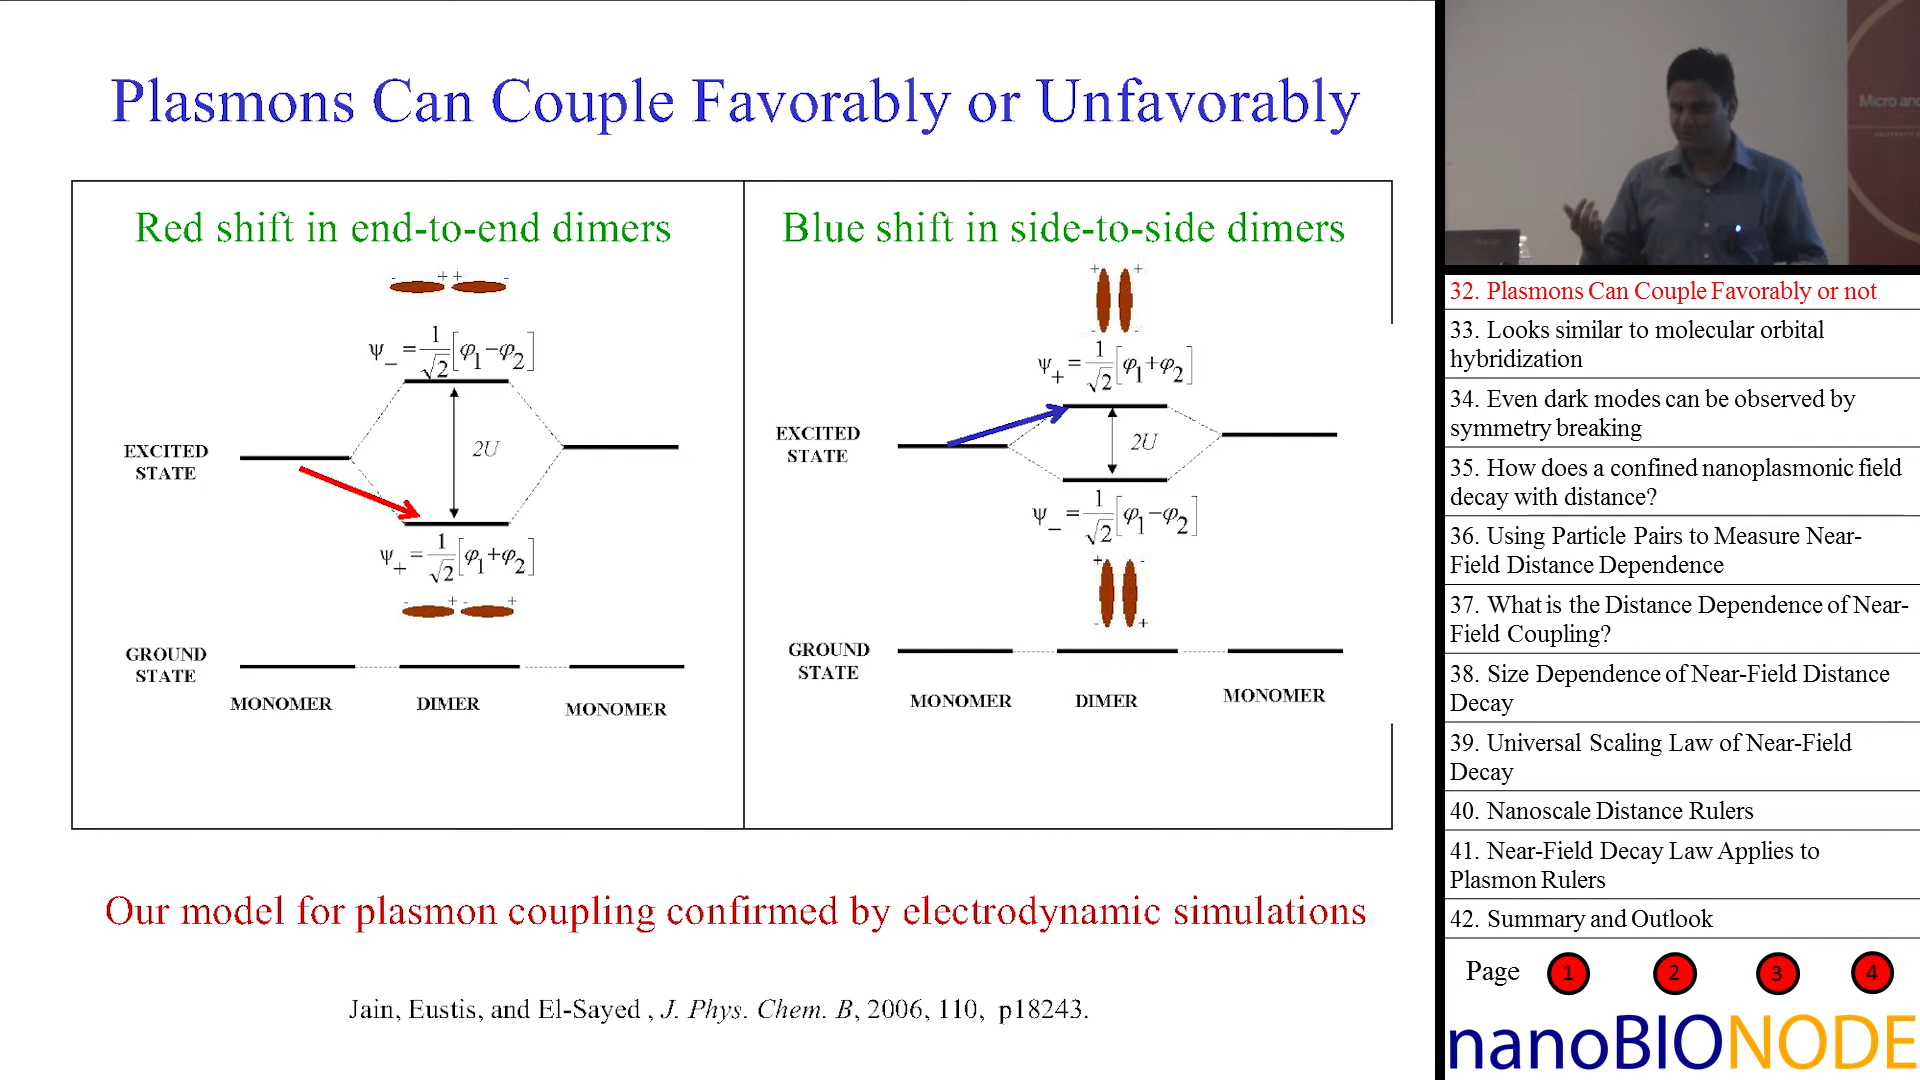 Plasmons Can Couple Favorably or Unfavorably
Red shift in end-to-end dimers
- + + -
ψ_- = 1/√2 [φ1 − φ2]
EXCITED
STATE
2U
ψ_+ = 1/√2 [φ1 + φ2]
- + - +
GROUND
STATE
MONOMER
DIMER
MONOMER
Blue shift in side-to-side dimers
+ +
- -
ψ_+ = 1/√2 [φ1 + φ2]
EXCITED
STATE
2U
ψ_- = 1/√2 [φ1 − φ2]
+ -
- +
GROUND
STATE
MONOMER
DIMER
MONOMER
Our model for plasmon coupling confirmed by electrodynamic simulations
Jain, Eustis, and El-Sayed , J. Phys. Chem. B, 2006, 110, p18243.
Micro and
32. Plasmons Can Couple Favorably or not
33. Looks similar to molecular orbital
hybridization
34. Even dark modes can be observed by
symmetry breaking
35. How does a confined nanoplasmonic field
decay with distance?
36. Using Particle Pairs to Measure Near-
Field Distance Dependence
37. What is the Distance Dependence of Near-
Field Coupling?
38. Size Dependence of Near-Field Distance
Decay
39. Universal Scaling Law of Near-Field
Decay
40. Nanoscale Distance Rulers
41. Near-Field Decay Law Applies to
Plasmon Rulers
42. Summary and Outlook
Page 1 2 3 4
nanoBIONODE